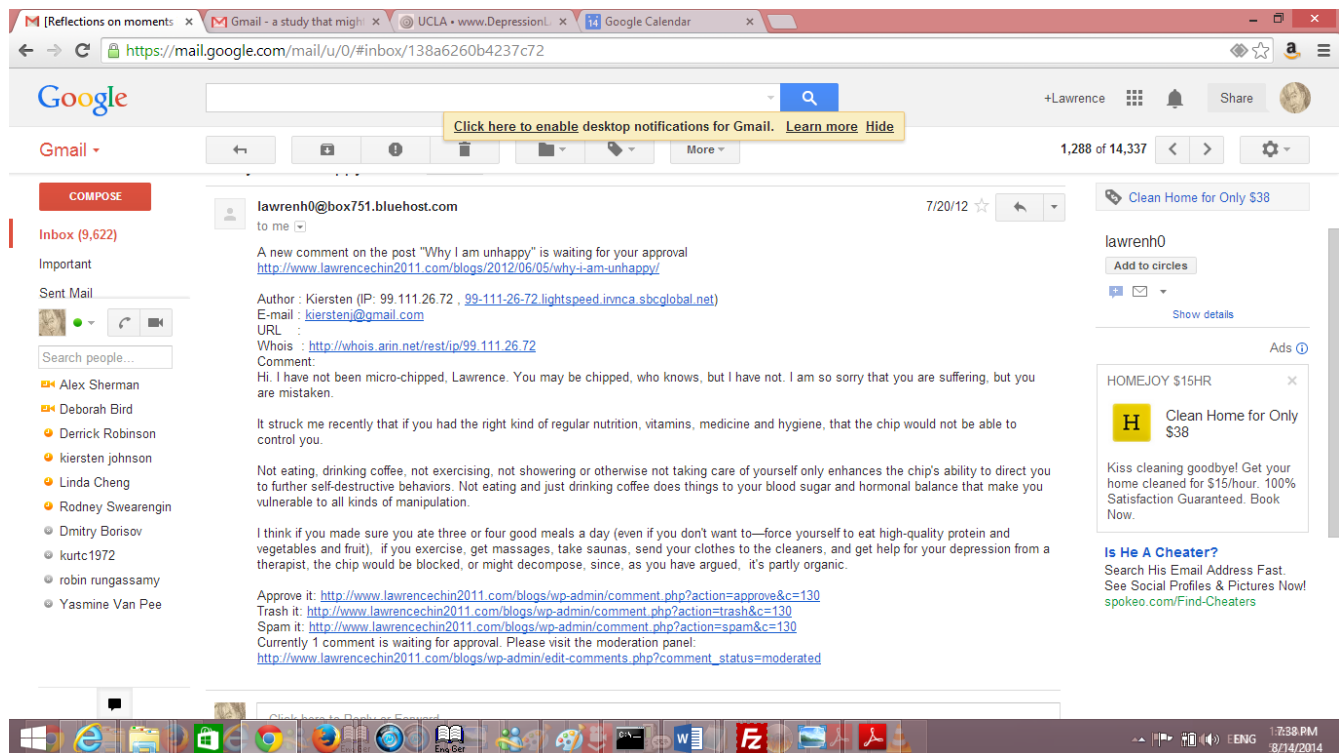 [Reflections on moments
Gmail - a study that might
UCLA • www.DepressionL
14 Google Calendar
https://mail.google.com/mail/u/0/#inbox/138a6260b4237c72
Google
+Lawrence
Share
Click here to enable desktop notifications for Gmail. Learn more Hide
Gmail
More
1,288 of 14,337
COMPOSE
Inbox (9,622)
Important
Sent Mail
Search people...
Alex Sherman
Deborah Bird
Derrick Robinson
kiersten johnson
Linda Cheng
Rodney Swearengin
Dmitry Borisov
kurtc1972
robin rungassamy
Yasmine Van Pee
lawrenh0@box751.bluehost.com
7/20/12
to me
A new comment on the post "Why I am unhappy" is waiting for your approval
http://www.lawrencechin2011.com/blogs/2012/06/05/why-i-am-unhappy/
Author : Kiersten (IP: 99.111.26.72 , 99-111-26-72.lightspeed.irvnca.sbcglobal.net)
E-mail : kierstenj@gmail.com
URL :
Whois : http://whois.arin.net/rest/ip/99.111.26.72
Comment:
Hi. I have not been micro-chipped, Lawrence. You may be chipped, who knows, but I have not. I am so sorry that you are suffering, but you
are mistaken.
It struck me recently that if you had the right kind of regular nutrition, vitamins, medicine and hygiene, that the chip would not be able to
control you.
Not eating, drinking coffee, not exercising, not showering or otherwise not taking care of yourself only enhances the chip's ability to direct you
to further self-destructive behaviors. Not eating and just drinking coffee does things to your blood sugar and hormonal balance that make you
vulnerable to all kinds of manipulation.
I think if you made sure you ate three or four good meals a day (even if you don't want to—force yourself to eat high-quality protein and
vegetables and fruit), if you exercise, get massages, take saunas, send your clothes to the cleaners, and get help for your depression from a
therapist, the chip would be blocked, or might decompose, since, as you have argued, it's partly organic.
Approve it: http://www.lawrencechin2011.com/blogs/wp-admin/comment.php?action=approve&c=130
Trash it: http://www.lawrencechin2011.com/blogs/wp-admin/comment.php?action=trash&c=130
Spam it: http://www.lawrencechin2011.com/blogs/wp-admin/comment.php?action=spam&c=130
Currently 1 comment is waiting for approval. Please visit the moderation panel:
http://www.lawrencechin2011.com/blogs/wp-admin/edit-comments.php?comment_status=moderated
Click here to Reply or Forward
Clean Home for Only $38
lawrenh0
Add to circles
Show details
Ads
HOMEJOY $15HR
H
Clean Home for Only
$38
Kiss cleaning goodbye! Get your
home cleaned for $15/hour. 100%
Satisfaction Guaranteed. Book
Now.
Is He A Cheater?
Search His Email Address Fast.
See Social Profiles & Pictures Now!
spokeo.com/Find-Cheaters
Eng Ger
Eng Ger
ENG
7:38 PM
8/14/2014